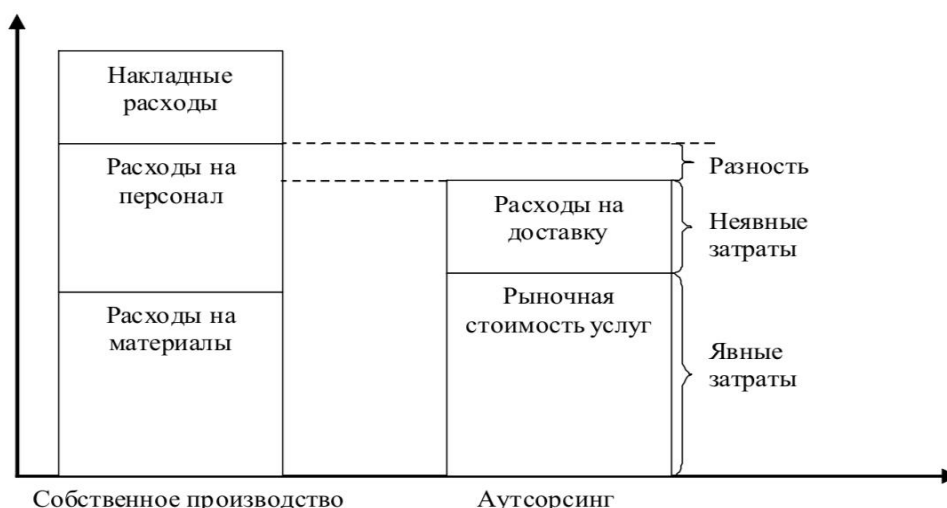 Накладные
расходы
Расходы на
персонал
Расходы на
материалы
Расходы на
доставку
Рыночная
стоимость услуг
Разность
Неявные
затраты
Явные
затраты
Собственное производство
Аутсорсинг